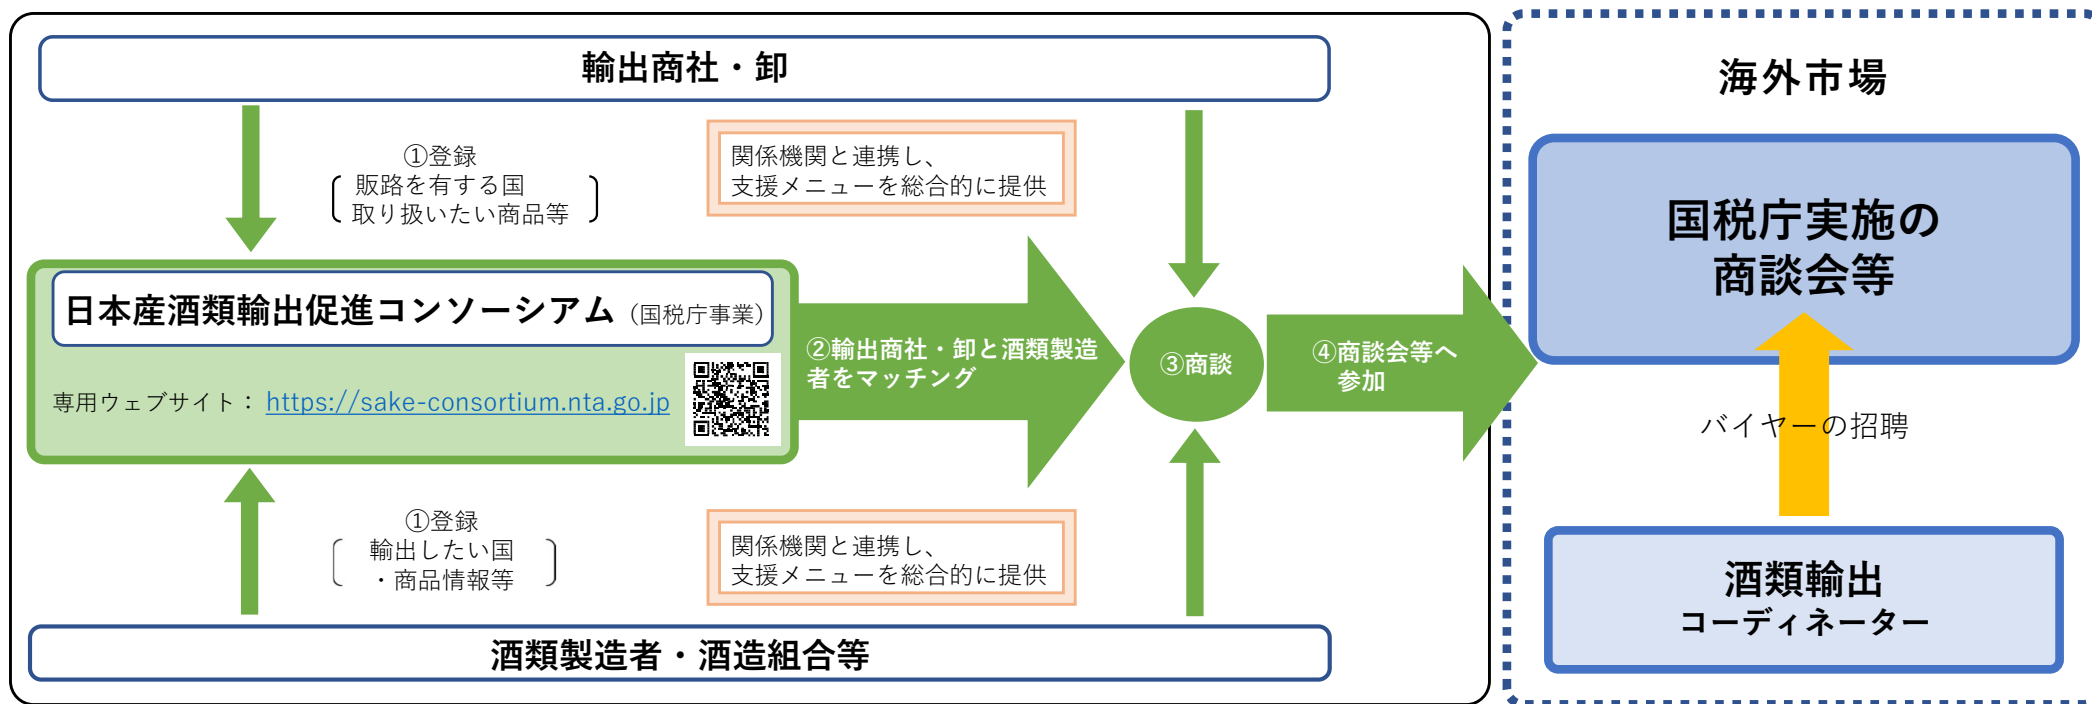 輸出商社・卸
①登録
販路を有する国
取り扱いたい商品等
関係機関と連携し、
支援メニューを総合的に提供
日本産酒類輸出促進コンソーシアム（国税庁事業）
専用ウェブサイト： https://sake-consortium.nta.go.jp
②輸出商社・卸と酒類製造
者をマッチング
③商談
④商談会等へ
参加
①登録
輸出したい国
・商品情報等
関係機関と連携し、
支援メニューを総合的に提供
酒類製造者・酒造組合等
海外市場
国税庁実施の
商談会等
バイヤーの招聘
酒類輸出
コーディネーター